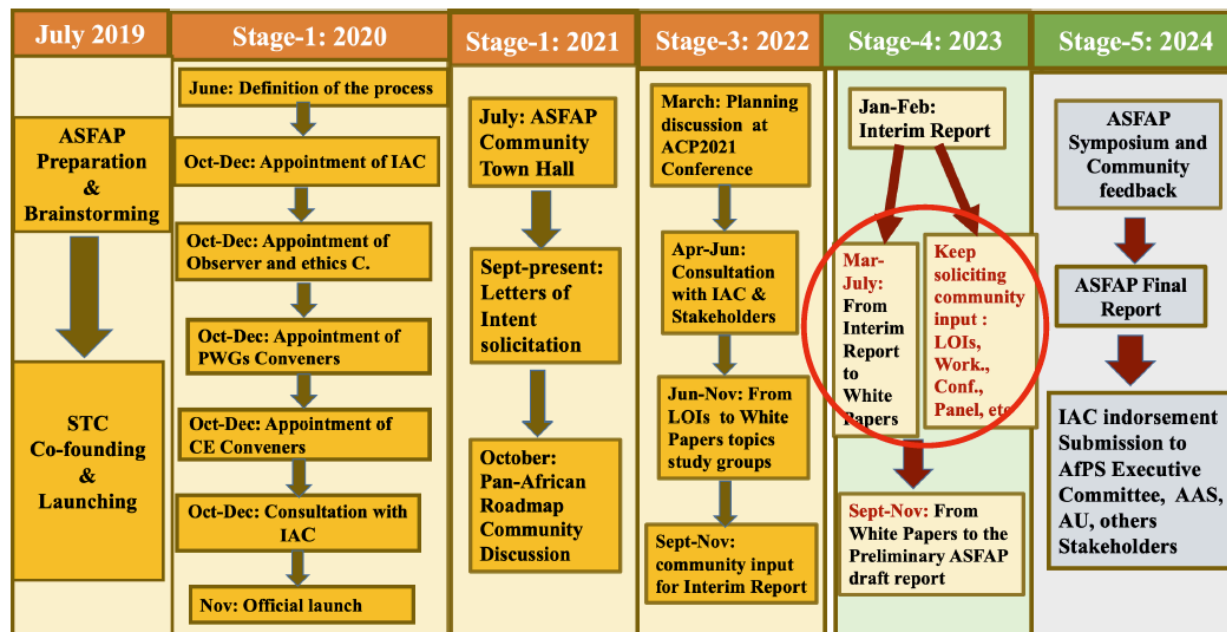 July 2019
ASFAP
Preparation
&
Brainstorming
STC
Co-founding
&
Launching
Stage-1: 2020
June: Definition of the process
Oct-Dec: Appointment of IAC
Oct-Dec: Appointment of
Observer and ethics C.
Oct-Dec: Appointment of
PWGs Conveners
Oct-Dec: Appointment of
CE Conveners
Oct-Dec: Consultation with
IAC
Nov: Official launch
Stage-1: 2021
July: ASFAP
Community
Town Hall
Sept-present:
Letters of
Intent
solicitation
October:
Pan-African
Roadmap
Community
Discussion
Stage-3: 2022
March: Planning
discussion at
ACP2021
Conference
Apr-Jun:
Consultation
with IAC &
Stakeholders
Jun-Nov: From
LOIs to White
Papers topics
study groups
Sept-Nov:
community input
for Interim Report
Stage-4: 2023
Jan-Feb:
Interim Report
Mar-
July:
From
Interim
Report
to
White
Papers
Keep
soliciting
community
input :
LOIs,
Work.,
Conf.,
Panel, etc
Sept-Nov: From
White Papers to the
Preliminary ASFAP
draft report
Stage-5: 2024
ASFAP
Symposium and
Community
feedback
ASFAP Final
Report
IAC indorsement
Submission to
AfPS Executive
Committee, AAS,
AU, others
Stakeholders